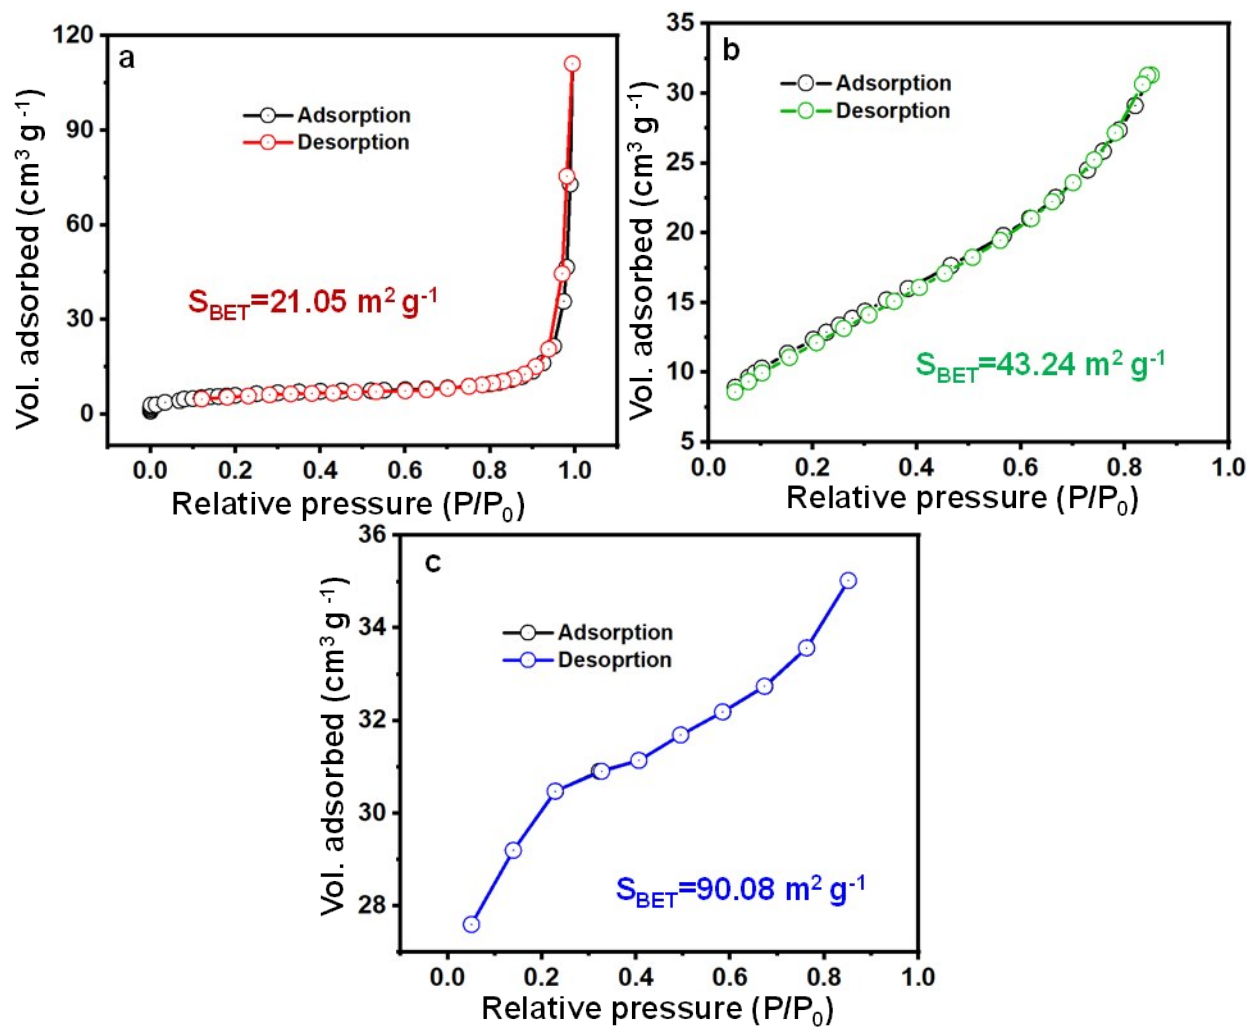 a
120
90
60
30
0
Vol. adsorbed (cm³ g⁻¹)
Adsorption
Desorption
S_BET=21.05 m² g⁻¹
0.0 0.2 0.4 0.6 0.8 1.0
Relative pressure (P/P₀)
b
35
30
25
20
15
10
5
Vol. adsorbed (cm³ g⁻¹)
Adsorption
Desorption
S_BET=43.24 m² g⁻¹
0.0 0.2 0.4 0.6 0.8 1.0
Relative pressure (P/P₀)
c
36
34
32
30
28
Vol. adsorbed (cm³ g⁻¹)
Adsorption
Desoprtion
S_BET=90.08 m² g⁻¹
0.0 0.2 0.4 0.6 0.8 1.0
Relative pressure (P/P₀)